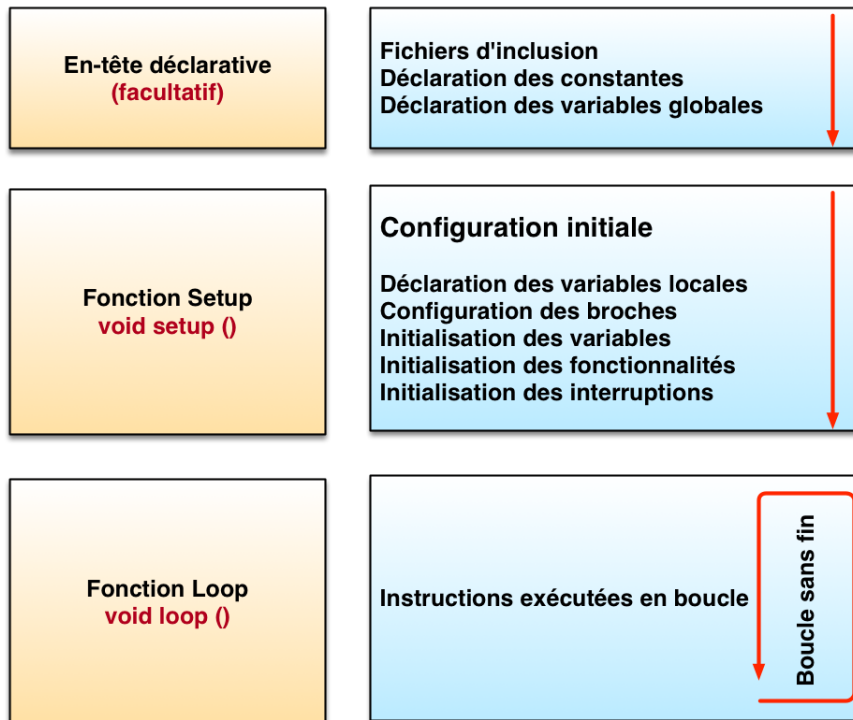 En-tête déclarative
(facultatif)
Fichiers d'inclusion
Déclaration des constantes
Déclaration des variables globales
Fonction Setup
void setup ()
Configuration initiale
Déclaration des variables locales
Configuration des broches
Initialisation des variables
Initialisation des fonctionnalités
Initialisation des interruptions
Fonction Loop
void loop ()
Instructions exécutées en boucle
Boucle sans fin